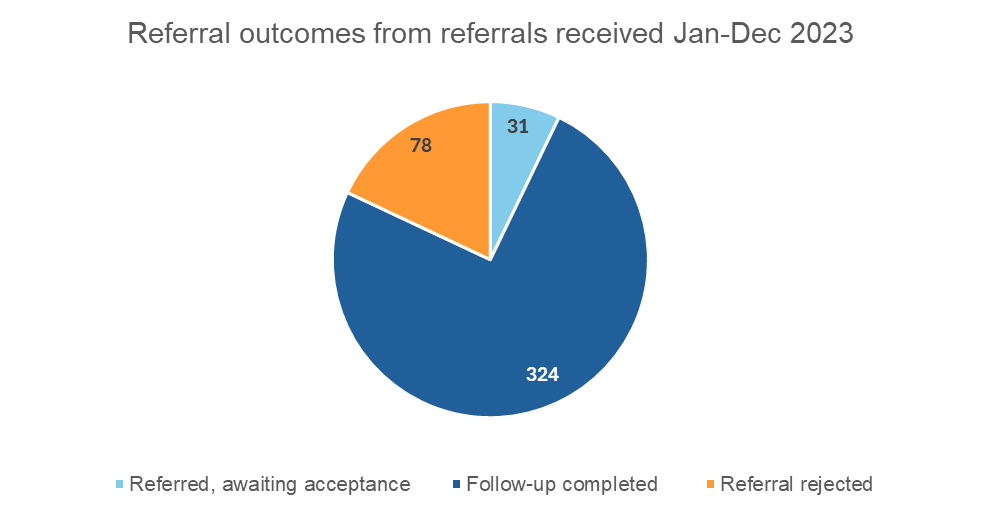 Referral outcomes from referrals received Jan-Dec 2023
31
78
324
Referred, awaiting acceptance
Follow-up completed
Referral rejected